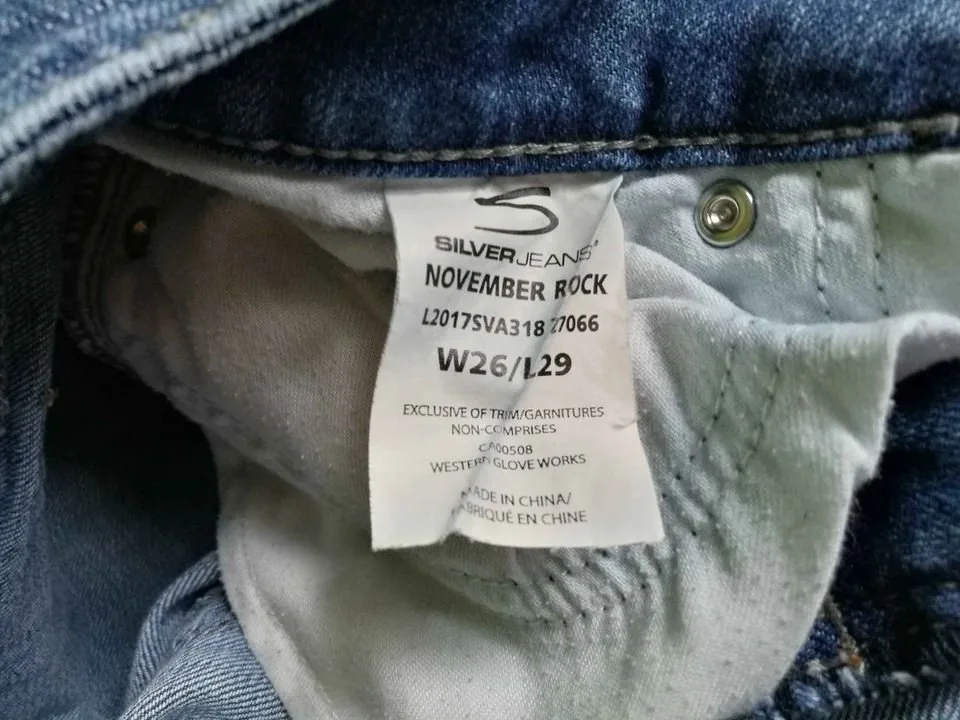 SILVERJEANS®
NOVEMBER ROCK
L2017SVA318 27066
W26/L29
EXCLUSIVE OF TRIM/GARNITURES
NON-COMPRISES
CA00508
WESTERN GLOVE WORKS
MADE IN CHINA/
FABRIQUÉ EN CHINE